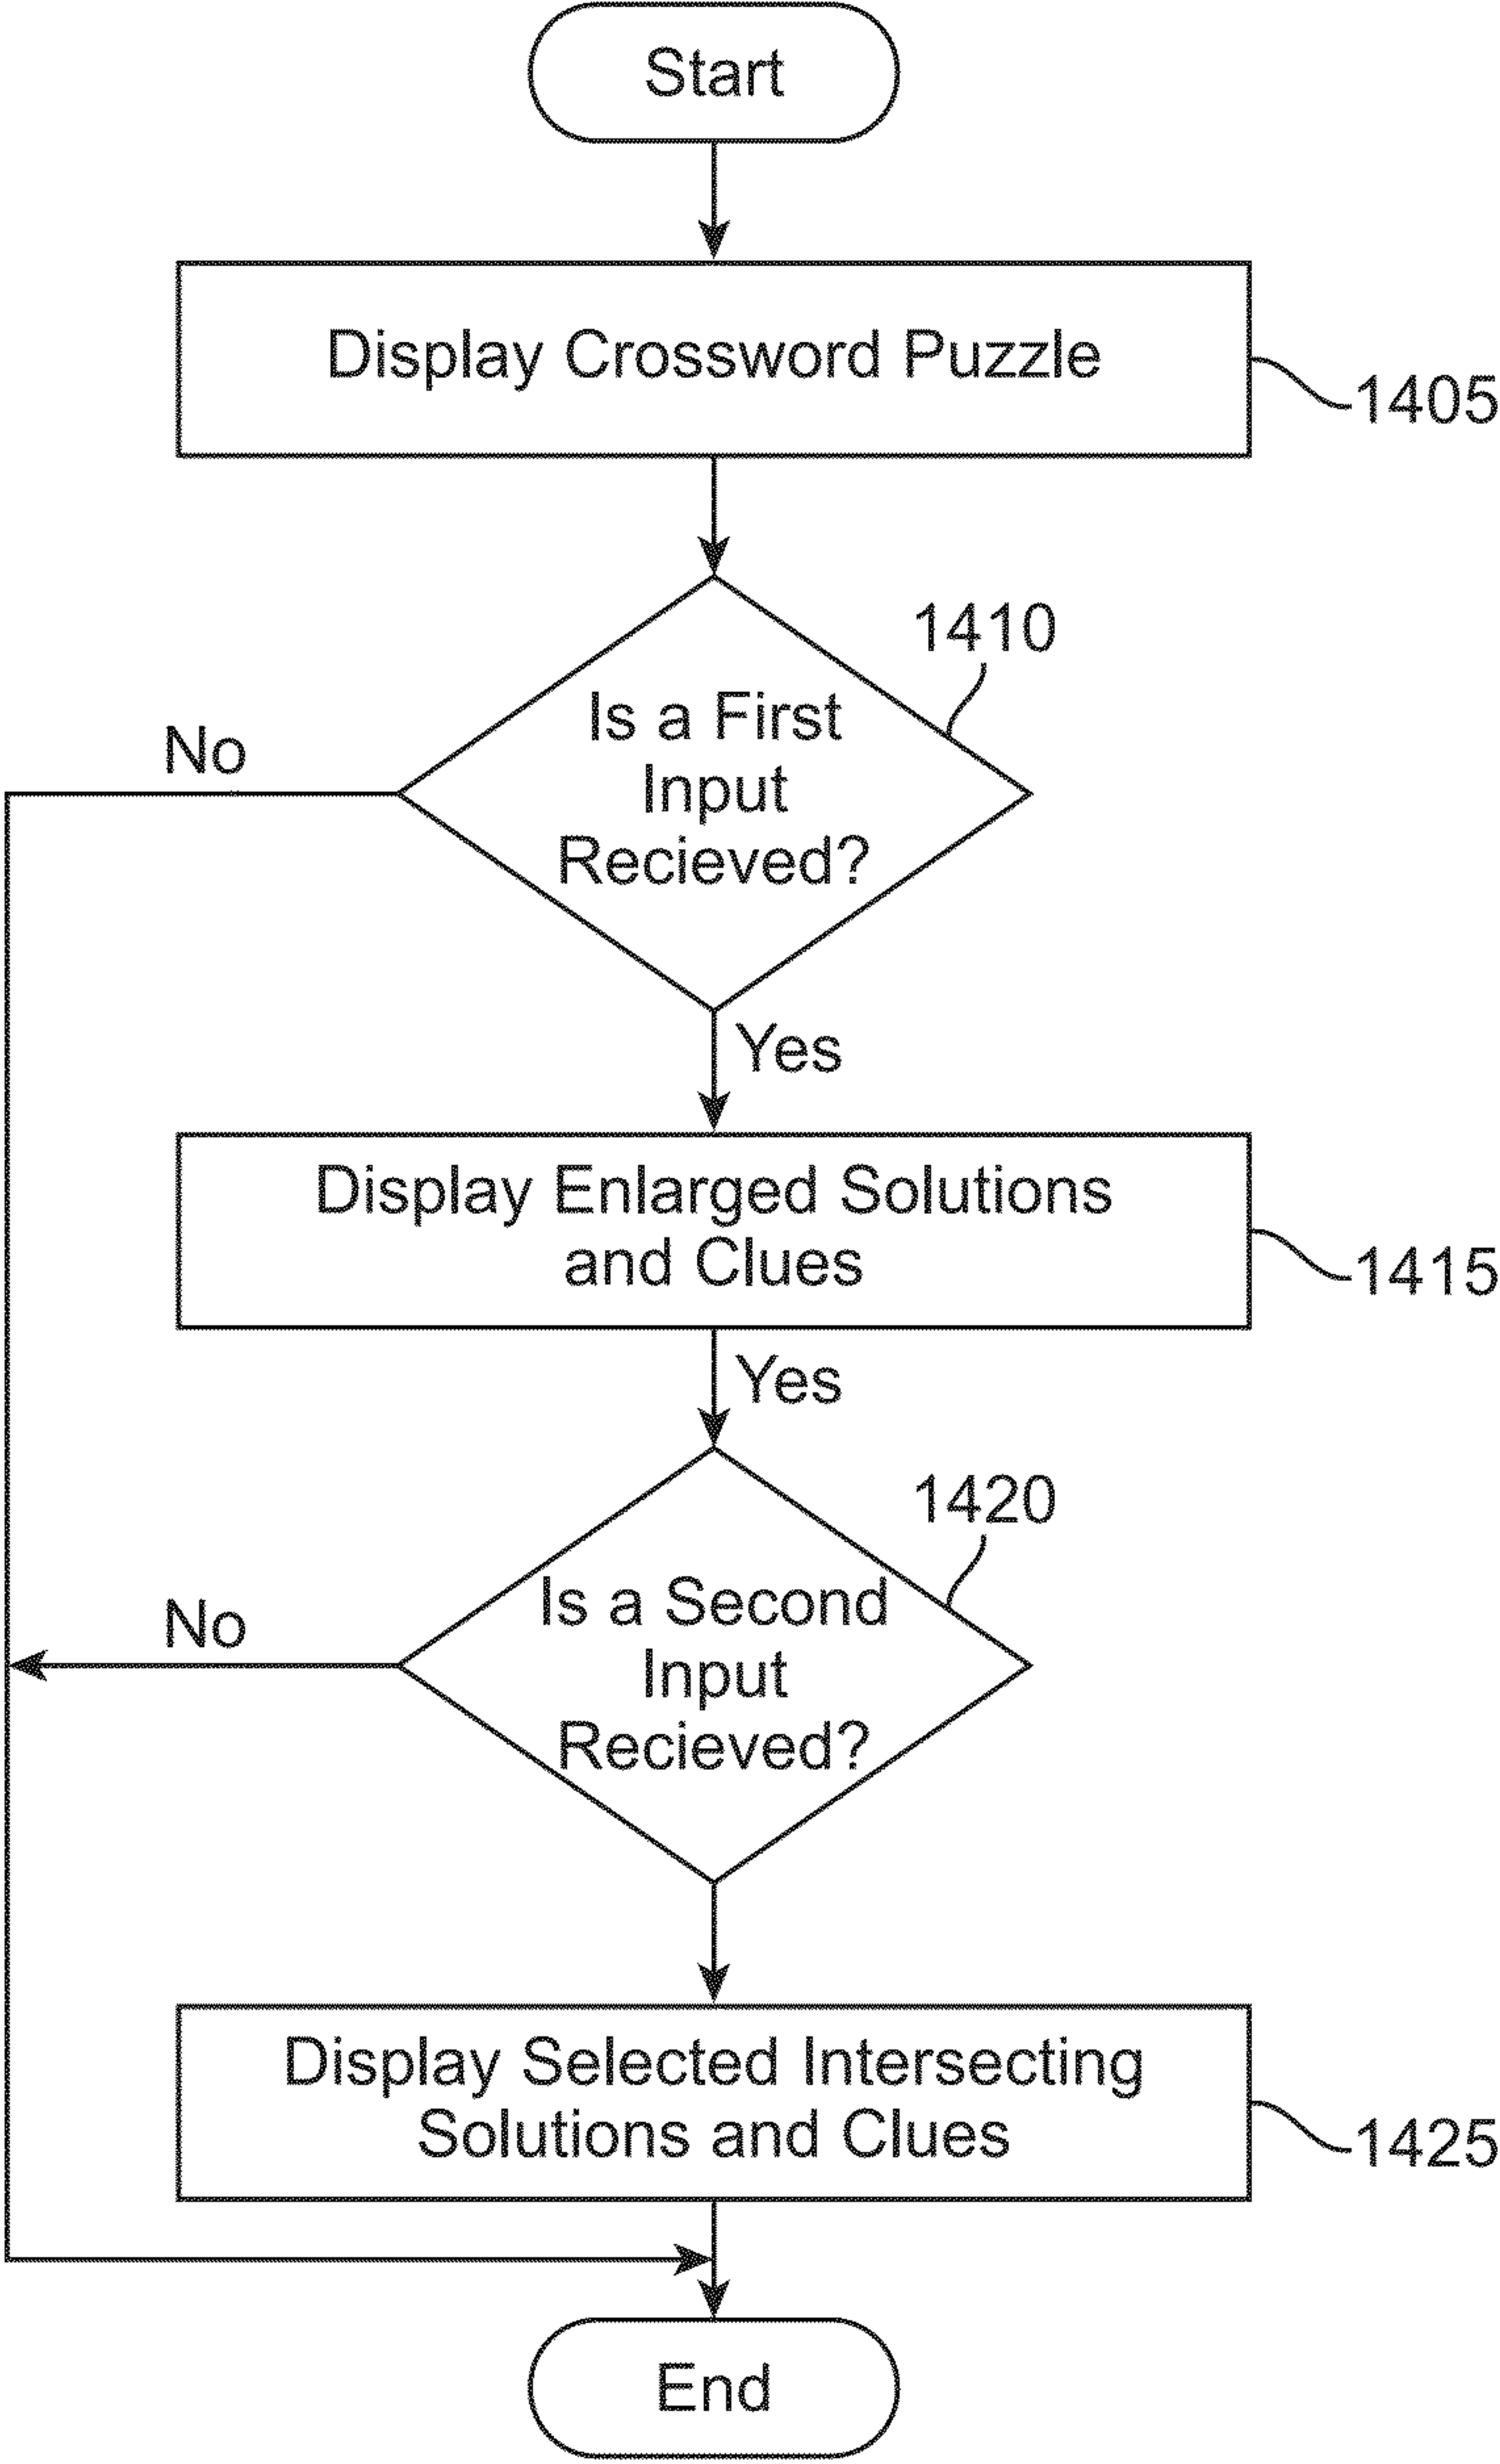 Start
Display Crossword Puzzle
1405
1410
Is a First
Input
Recieved?
No
Yes
Display Enlarged Solutions
and Clues
1415
Yes
1420
Is a Second
Input
Recieved?
No
Display Selected Intersecting
Solutions and Clues
1425
End